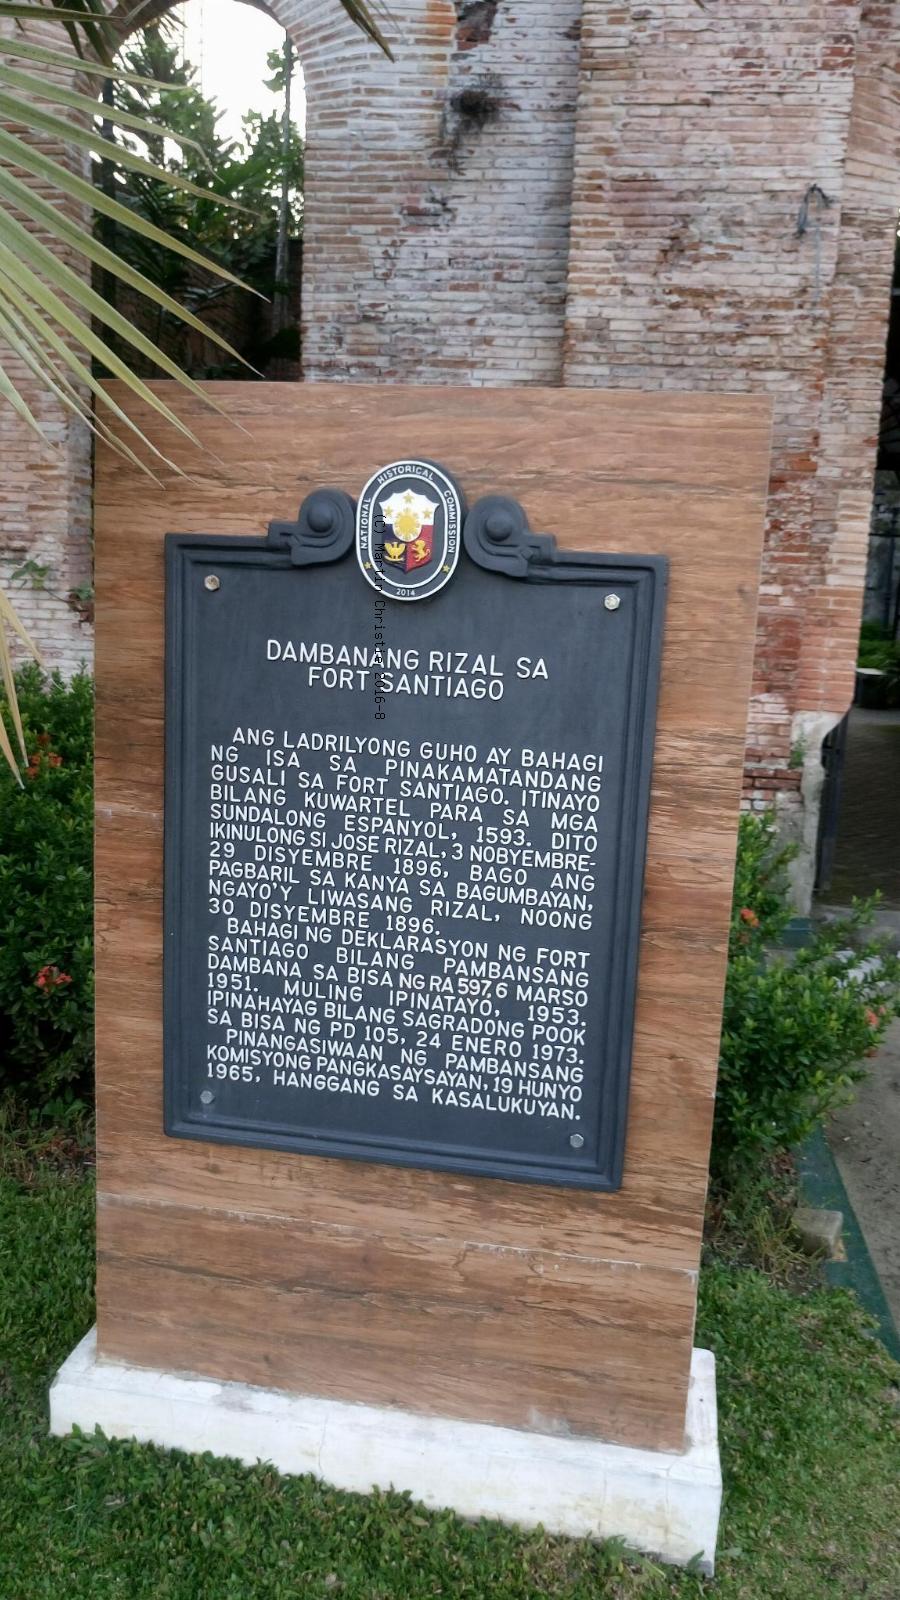 NATIONAL HISTORICAL COMMISSION
2014
(C) Martin Christie 2016-8
DAMBANANG RIZAL SA
FORT SANTIAGO
ANG LADRILYONG GUHO AY BAHAGI
NG ISA SA PINAKAMATANDANG
GUSALI SA FORT SANTIAGO. ITINAYO
BILANG KUWARTEL PARA SA MGA
SUNDALONG ESPANYOL, 1593. DITO
IKINULONG SI JOSE RIZAL, 3 NOBYEMBRE-
29 DISYEMBRE 1896, BAGO ANG
PAGBARIL SA KANYA SA BAGUMBAYAN,
NGAYO'Y LIWASANG RIZAL, NOONG
30 DISYEMBRE 1896.
BAHAGI NG DEKLARASYON NG FORT
SANTIAGO BILANG PAMBANSANG
DAMBANA SA BISA NG RA 597, 6 MARSO
1951. MULING IPINATAYO, 1953.
IPINAHAYAG BILANG SAGRADONG POOK
SA BISA NG PD 105, 24 ENERO 1973.
PINANGASIWAAN NG PAMBANSANG
KOMISYONG PANGKASAYSAYAN, 19 HUNYO
1965, HANGGANG SA KASALUKUYAN.